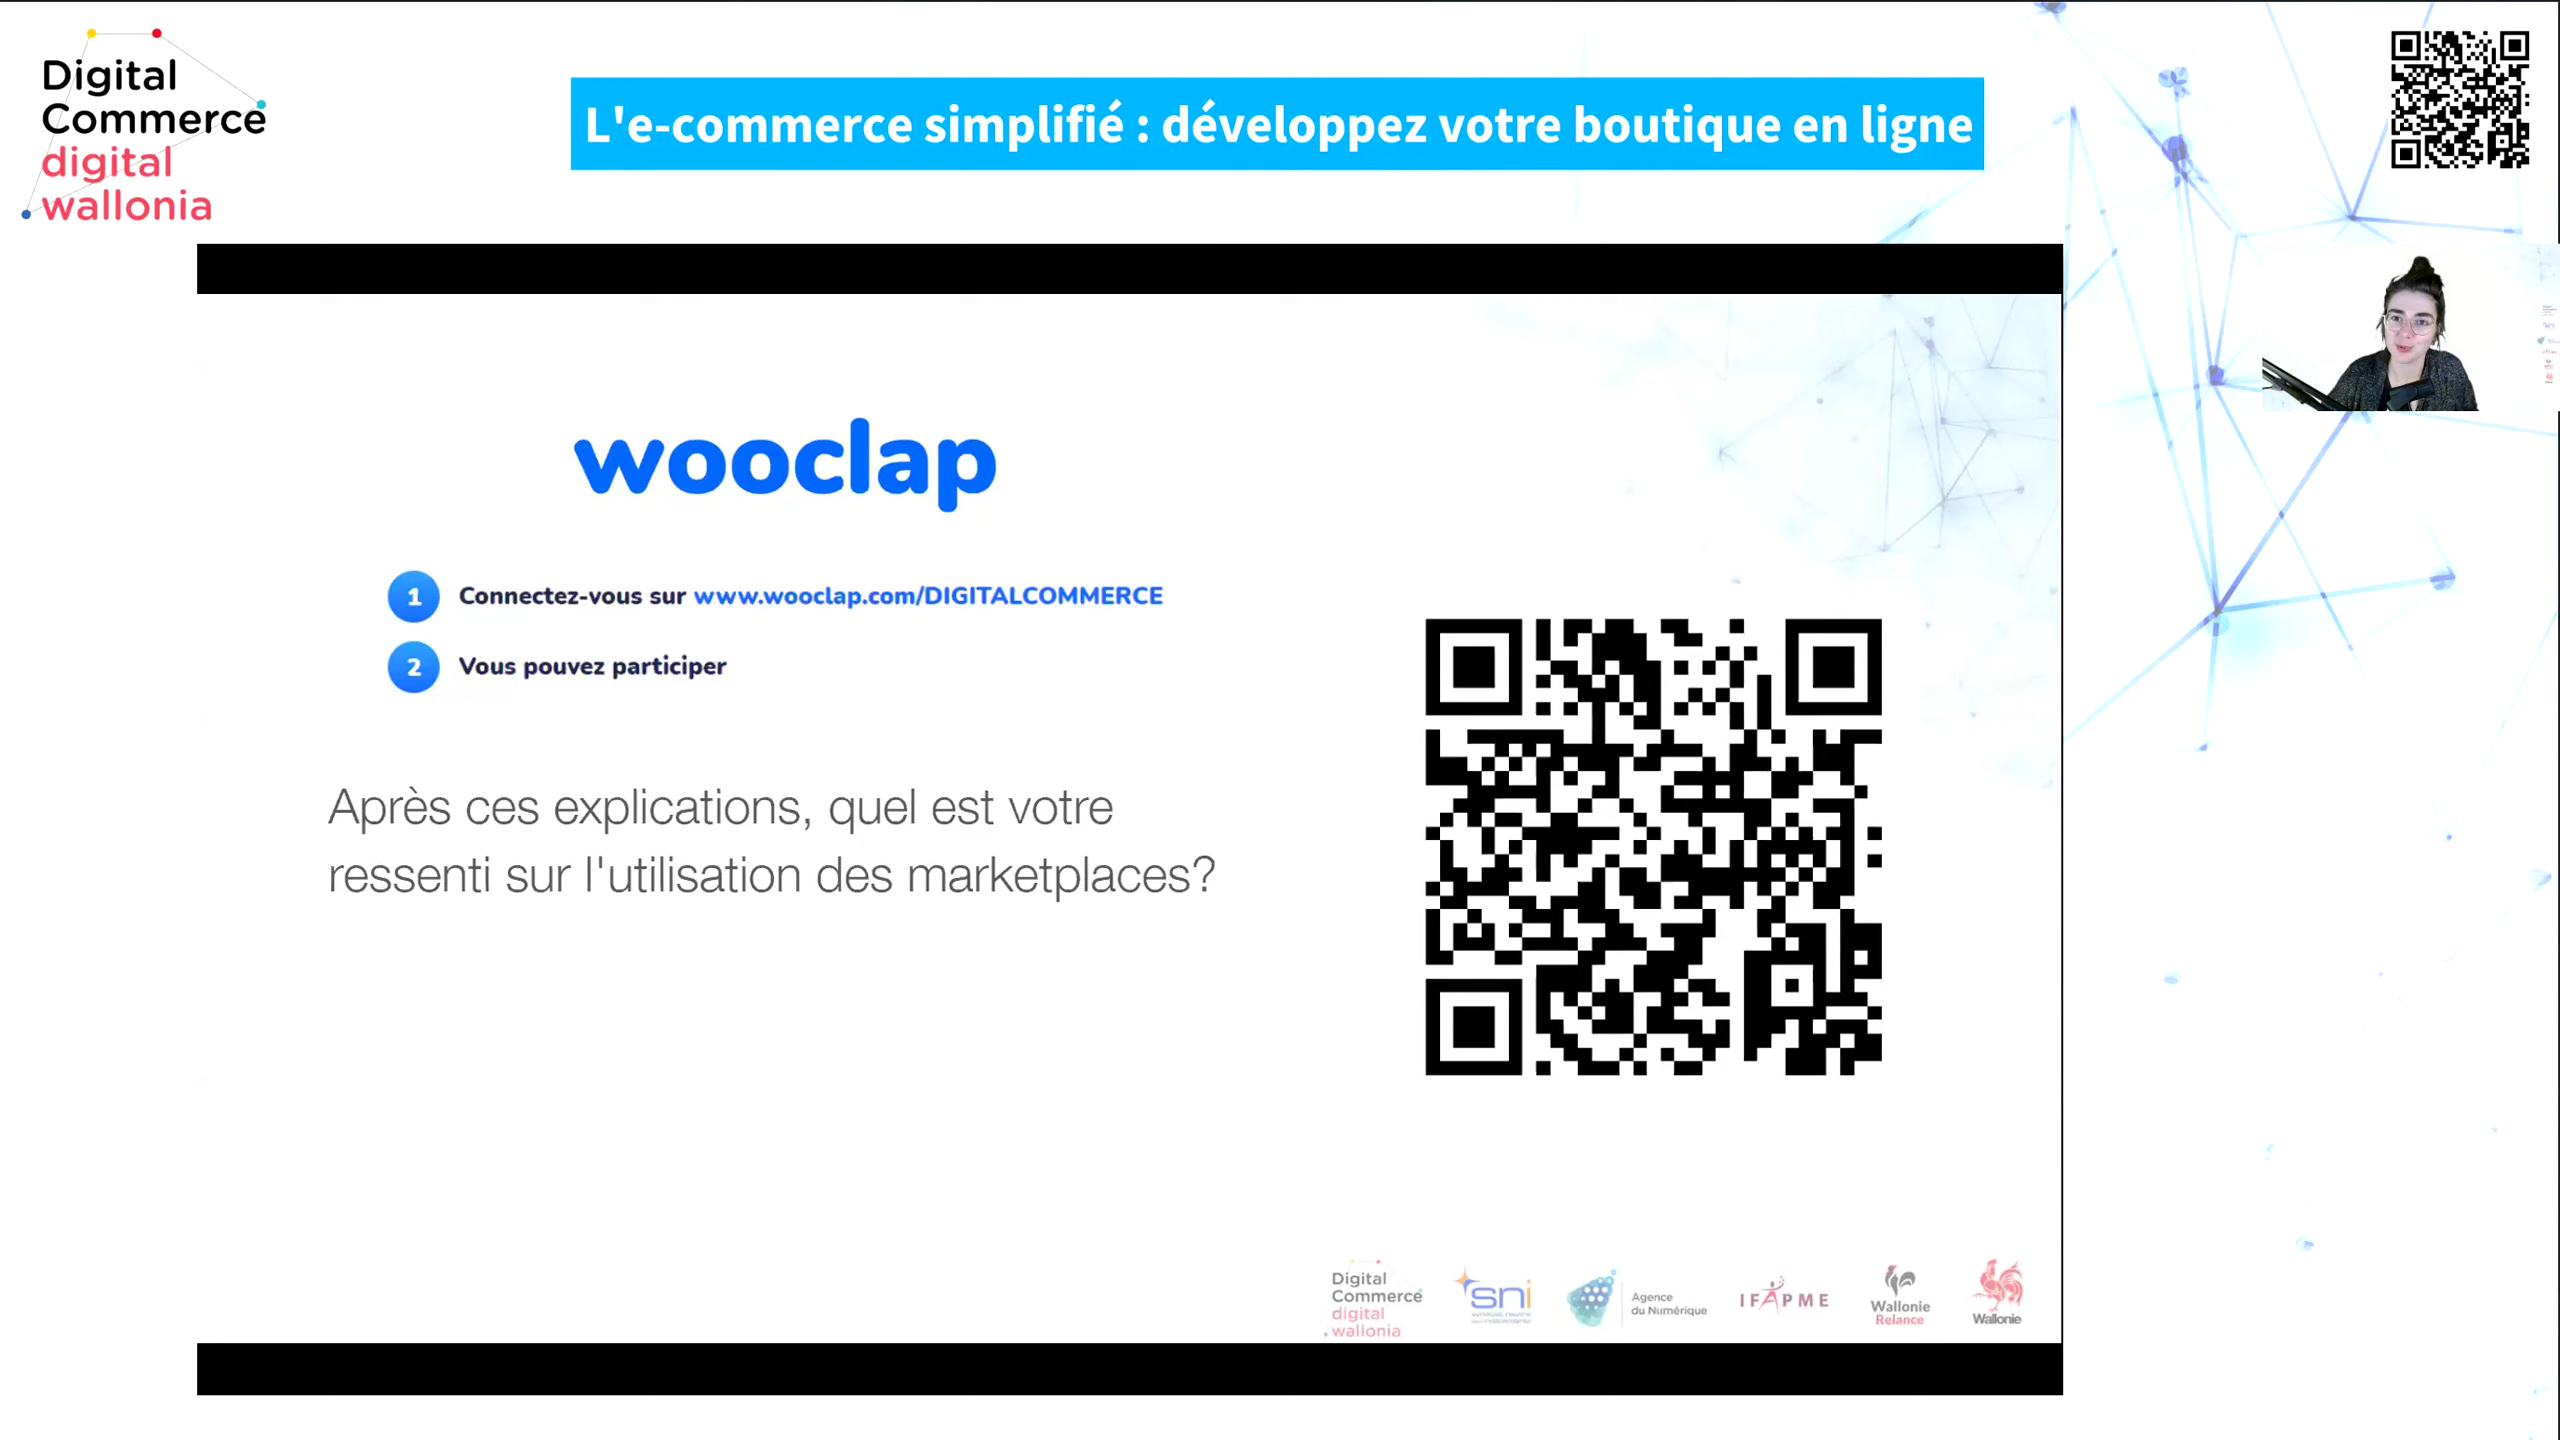 Digital
Commerce
digital
wallonia
L'e-commerce simplifié : développez votre boutique en ligne
wooclap
1 Connectez-vous sur www.wooclap.com/DIGITALCOMMERCE
2 Vous pouvez participer
Après ces explications, quel est votre
ressenti sur l'utilisation des marketplaces?
Digital
Commerce
digital
wallonia
sni
Agence
du Numérique
IFAPME
Wallonie
Relance
Wallonie